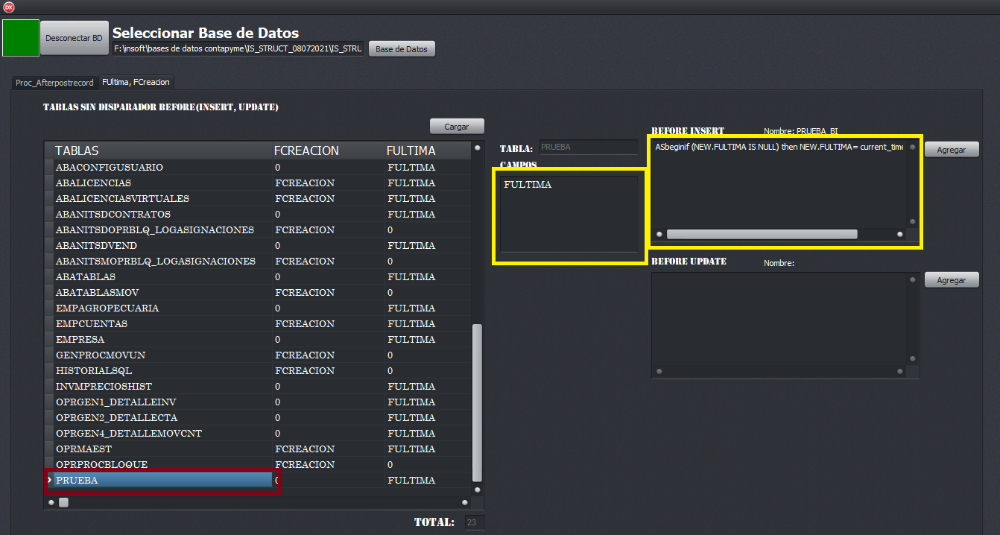 DX
Desconectar BD
Seleccionar Base de Datos
F:\insoft\bases de datos contapyme\IS_STRUCT_08072021\IS_STRU
Base de Datos
Proc_Afterpostrecord
FUltima, FCreacion
TABLAS SIN DISPARADOR BEFORE(INSERT, UPDATE)
Cargar
TABLAS FCREACION FULTIMA
ABACONFIGUSUARIO 0 FULTIMA
ABALICENCIAS FCREACION FULTIMA
ABALICENCIASVIRTUALES FCREACION FULTIMA
ABANITSDCONTRATOS 0 FULTIMA
ABANITSDOPRBLQ_LOGASIGNACIONES FCREACION 0
ABANITSDVEND 0 FULTIMA
ABANITSMOPRBLQ_LOGASIGNACIONES FCREACION 0
ABATABLAS 0 FULTIMA
ABATABLASMOV FCREACION 0
EMPAGROPECUARIA 0 FULTIMA
EMPCUENTAS FCREACION FULTIMA
EMPRESA 0 FULTIMA
GENPROCMOVUN FCREACION 0
HISTORIALSQL FCREACION 0
INVMPRECIOSHIST 0 FULTIMA
OPRGEN1_DETALLEINV 0 FULTIMA
OPRGEN2_DETALLECTA 0 FULTIMA
OPRGEN4_DETALLEMOVCNT 0 FULTIMA
OPRMAEST FCREACION FULTIMA
OPRPROCBLOQUE FCREACION 0
PRUEBA 0 FULTIMA
TOTAL: 23
TABLA: PRUEBA
CAMPOS
FULTIMA
BEFORE INSERT Nombre: PRUEBA_BI
ASbeginif (NEW.FULTIMA IS NULL) then NEW.FULTIMA= current_time
Agregar
BEFORE UPDATE Nombre:
Agregar